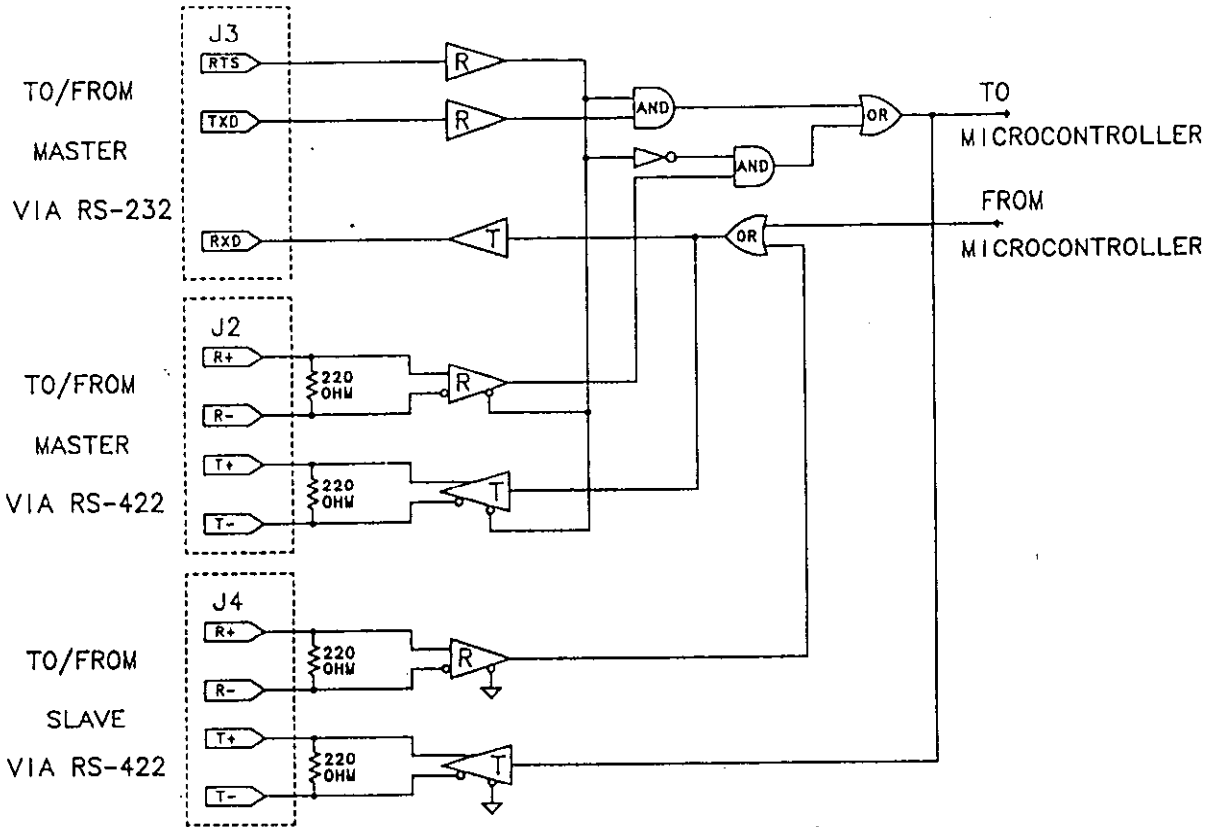 J3
RTS
R
TO/FROM
MASTER
VIA RS-232
TXD
R
AND
OR
TO
MICROCONTROLLER
AND
FROM
MICROCONTROLLER
RXD
T
OR
J2
R+
220
OHM
R
TO/FROM
MASTER
VIA RS-422
R-
T+
220
OHM
T
T-
J4
R+
220
OHM
R
TO/FROM
SLAVE
VIA RS-422
R-
T+
220
OHM
T
T-